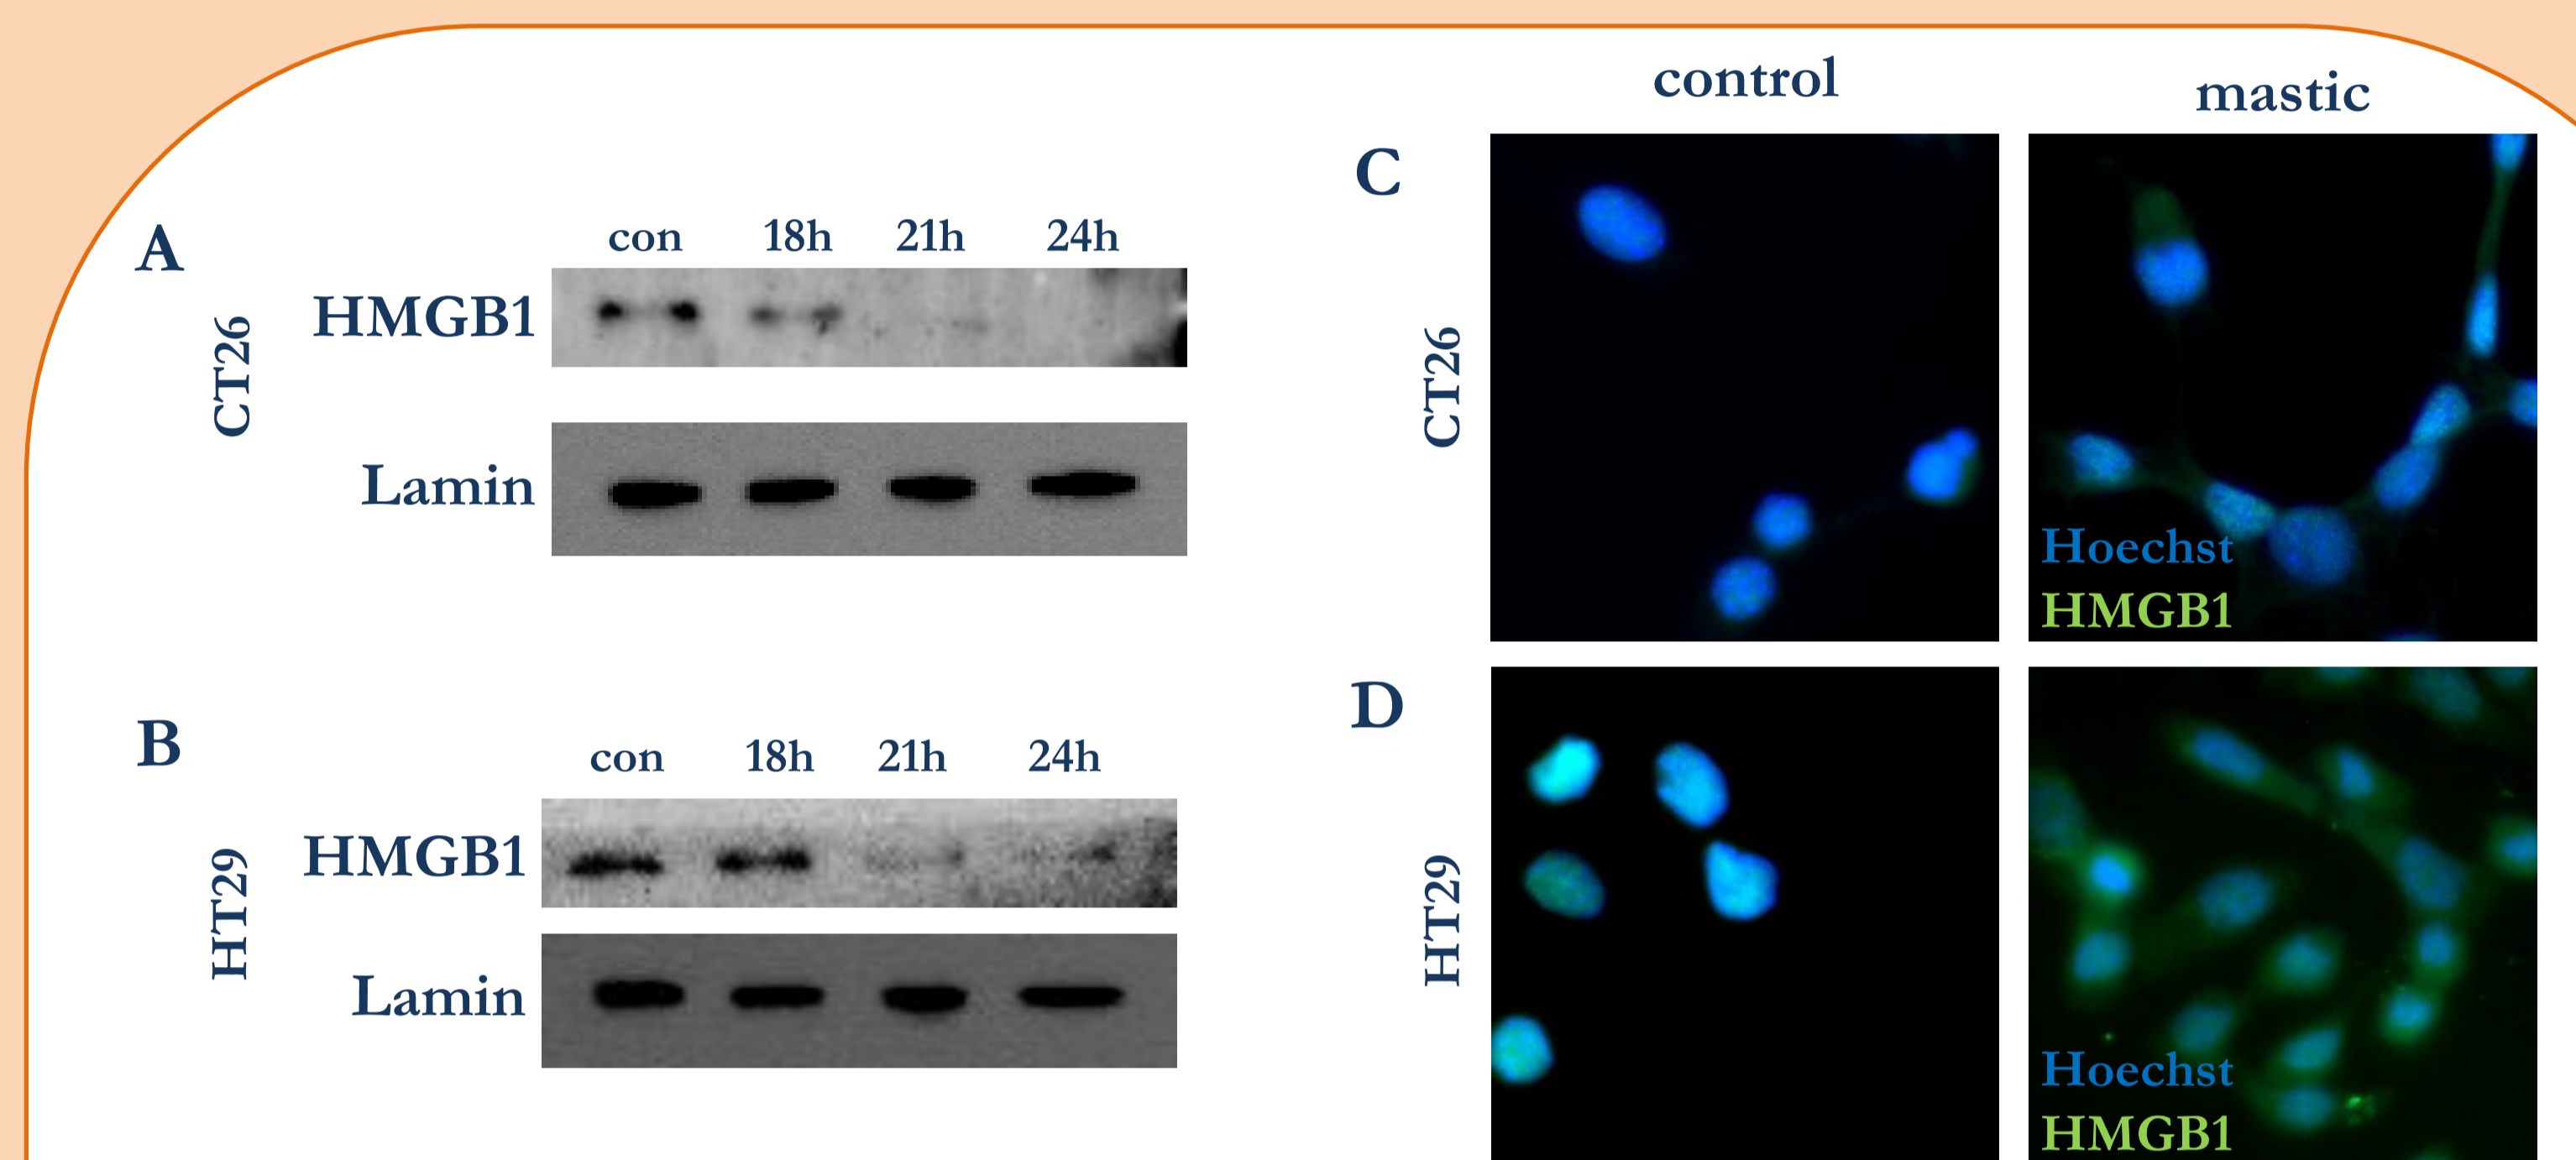 A
CT26
con 18h 21h 24h
HMGB1
Lamin
B
HT29
con 18h 21h 24h
HMGB1
Lamin
control mastic
C
CT26
Hoechst
HMGB1
D
HT29
Hoechst
HMGB1